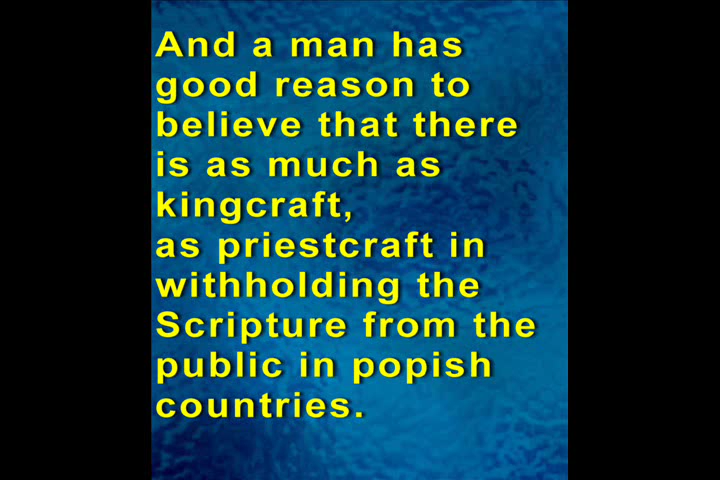 And a man has
good reason to
believe that there
is as much as
kingcraft,
as priestcraft in
withholding the
Scripture from the
public in popish
countries.